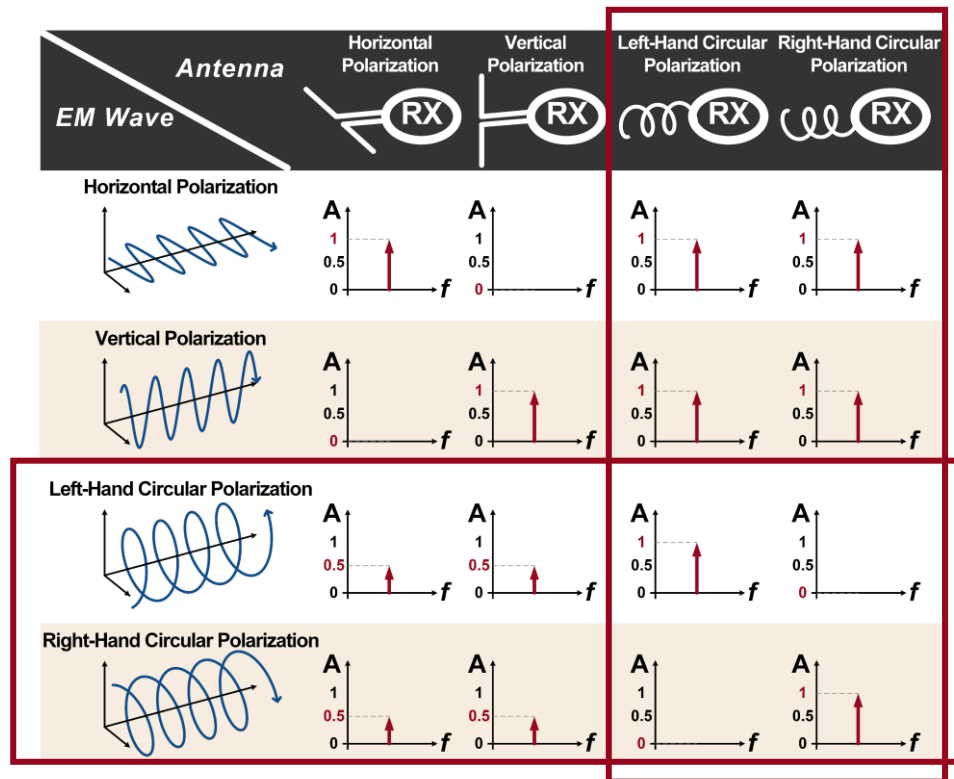 Antenna
EM Wave
Horizontal
Polarization
RX
Vertical
Polarization
RX
Left-Hand Circular
Polarization
RX
Right-Hand Circular
Polarization
RX
Horizontal Polarization
A
1
0.5
0
f
A
1
0.5
0
f
A
1
0.5
0
f
A
1
0.5
0
f
Vertical Polarization
A
1
0.5
0
f
A
1
0.5
0
f
A
1
0.5
0
f
A
1
0.5
0
f
Left-Hand Circular Polarization
A
1
0.5
0
f
A
1
0.5
0
f
A
1
0.5
0
f
A
1
0.5
0
f
Right-Hand Circular Polarization
A
1
0.5
0
f
A
1
0.5
0
f
A
1
0.5
0
f
A
1
0.5
0
f